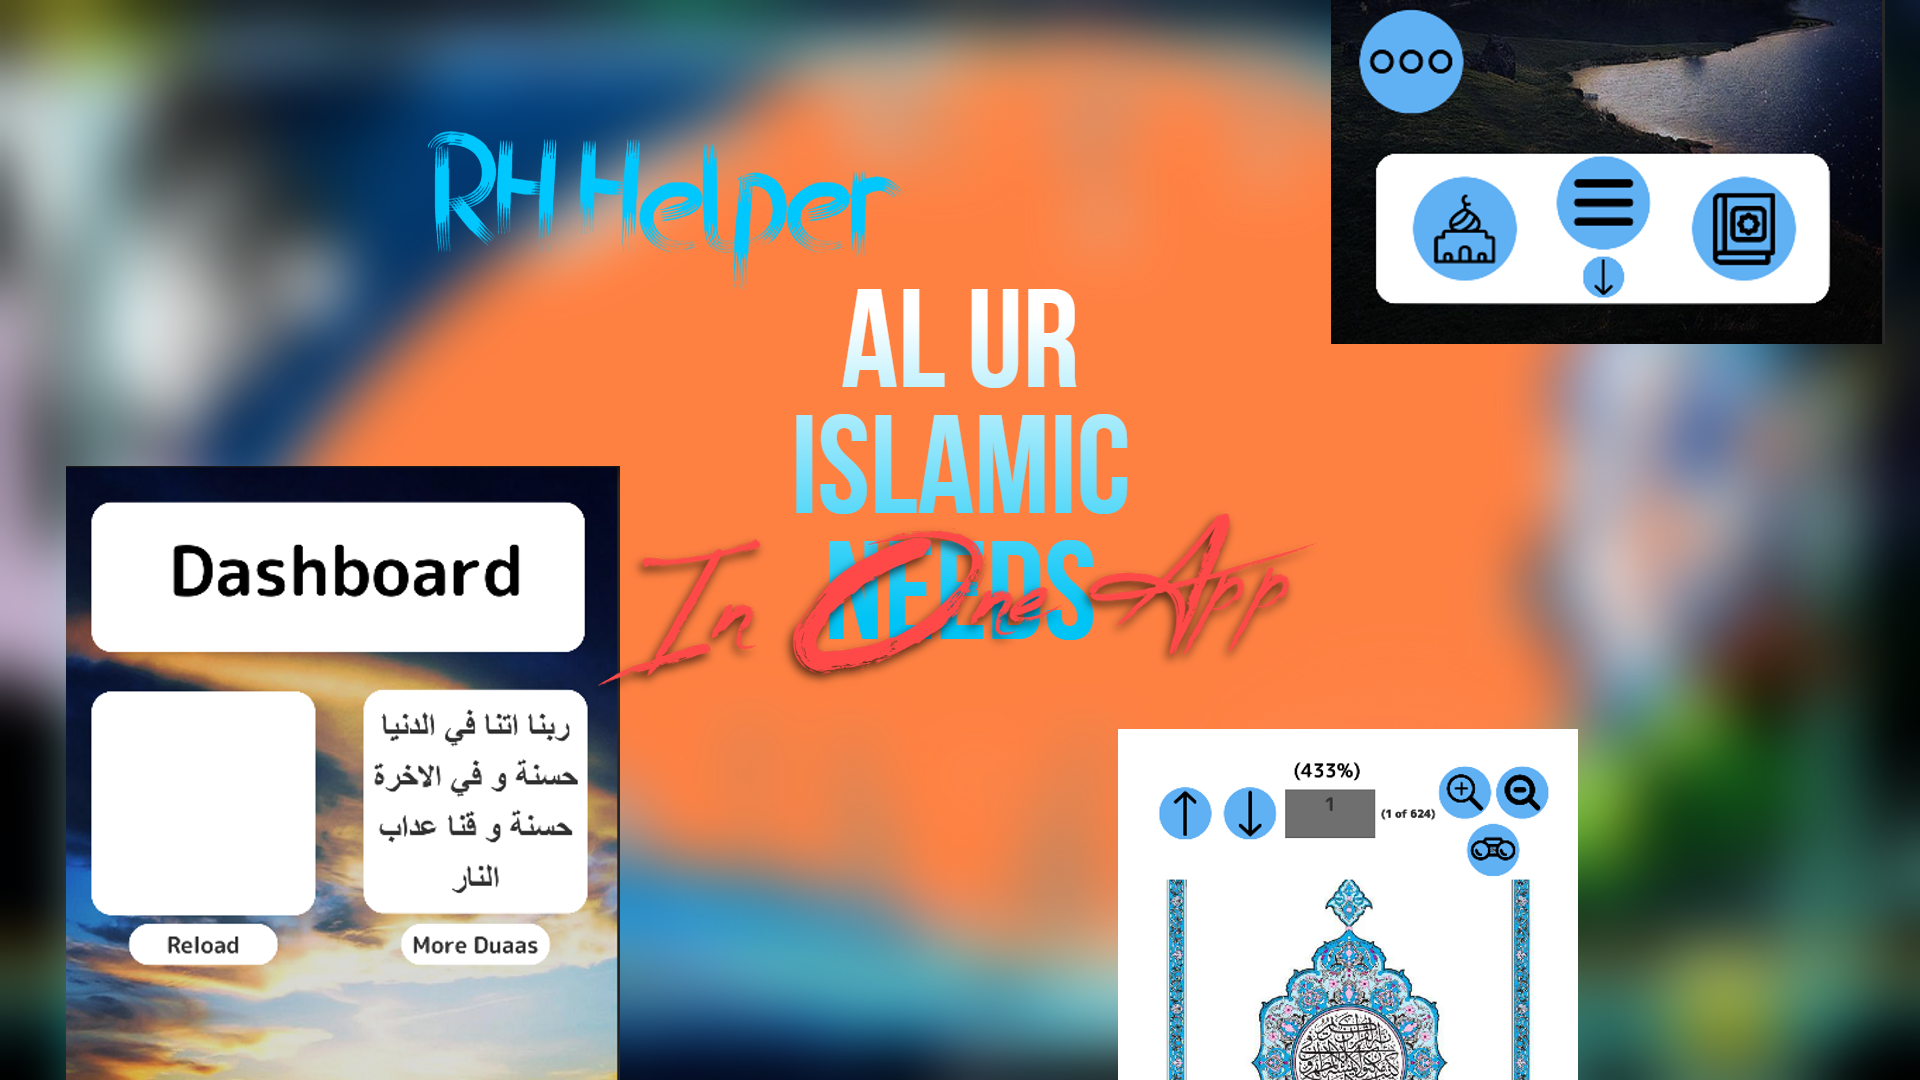 RH Helper
AL UR
ISLAMIC
NEEDS
In One App
Dashboard
ربنا اتنا في الدنيا
حسنة و في الاخرة
حسنة و قنا عداب
النار
Reload
More Duaas
(433%)
1
(1 of 624)